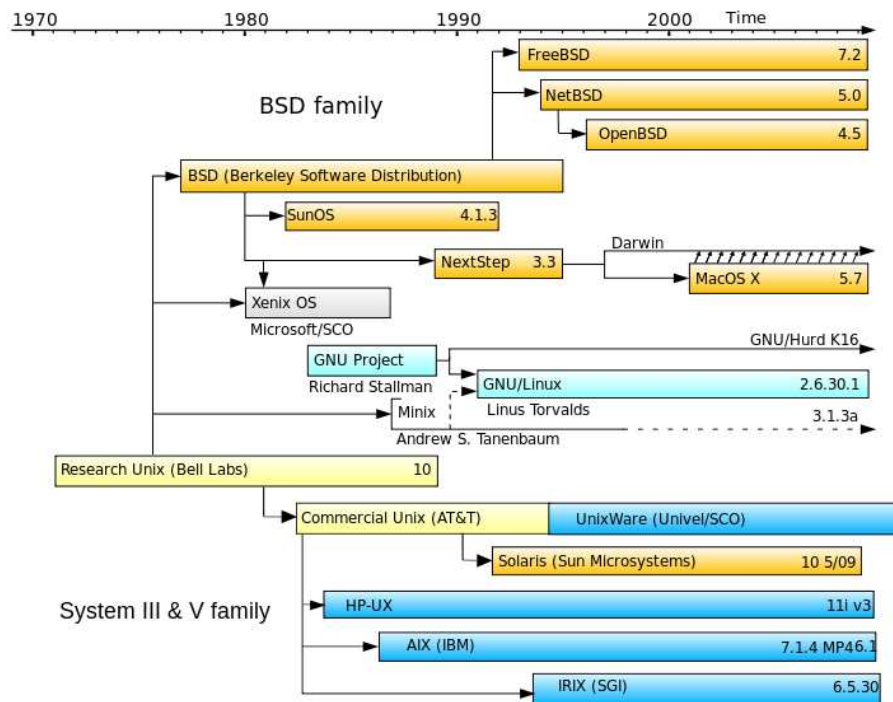 1970 1980 1990 2000 Time
FreeBSD 7.2
BSD family
NetBSD 5.0
OpenBSD 4.5
BSD (Berkeley Software Distribution)
SunOS 4.1.3
Darwin
NextStep 3.3
MacOS X 5.7
Xenix OS
Microsoft/SCO
GNU/Hurd K16
GNU Project
Richard Stallman
GNU/Linux 2.6.30.1
Linus Torvalds
Minix
3.1.3a
Andrew S. Tanenbaum
Research Unix (Bell Labs) 10
Commercial Unix (AT&T)
UnixWare (Univel/SCO)
Solaris (Sun Microsystems) 10 5/09
System III & V family
HP-UX 11i v3
AIX (IBM) 7.1.4 MP46.1
IRIX (SGI) 6.5.30